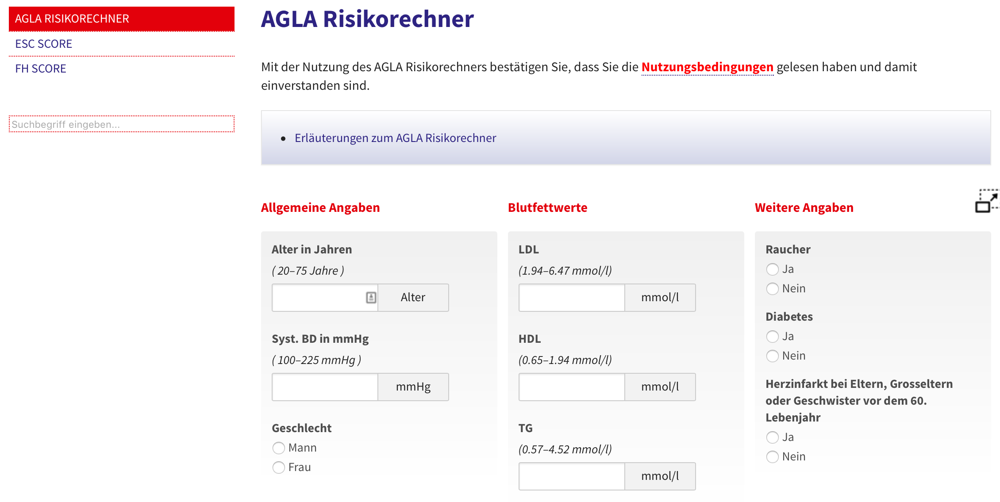 AGLA RISIKORECHNER
ESC SCORE
FH SCORE
Suchbegriff eingeben...
AGLA Risikorechner
Mit der Nutzung des AGLA Risikorechners bestätigen Sie, dass Sie die Nutzungsbedingungen gelesen haben und damit
einverstanden sind.
Erläuterungen zum AGLA Risikorechner
Allgemeine Angaben
Alter in Jahren
( 20–75 Jahre )
Alter
Syst. BD in mmHg
( 100–225 mmHg )
mmHg
Geschlecht
Mann
Frau
Blutfettwerte
LDL
(1.94–6.47 mmol/l)
mmol/l
HDL
(0.65–1.94 mmol/l)
mmol/l
TG
(0.57–4.52 mmol/l)
mmol/l
Weitere Angaben
Raucher
Ja
Nein
Diabetes
Ja
Nein
Herzinfarkt bei Eltern, Grosseltern
oder Geschwister vor dem 60.
Lebenjahr
Ja
Nein